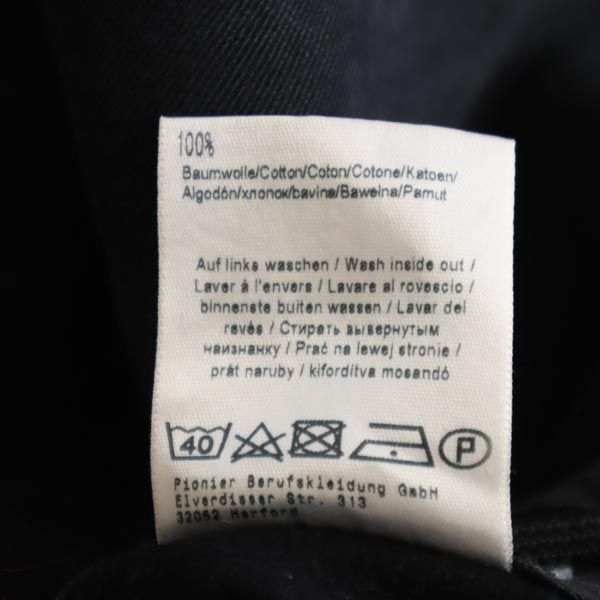 100%
Baumwolle/Cotton/Coton/Cotone/Katoen/
Algodón/хлопок/bavlna/Bawełna/Pamut
Auf links waschen / Wash inside out /
Laver à l'envers / Lavare al rovescio /
binnenste buiten wassen / Lavar del
revés / Стирать вывернутым
наизнанку / Prać na lewej stronie /
prát naruby / kifordítva mosandó
40
P
Pionier Berufskleidung GmbH
Elverdisser Str. 313
32052 Herford